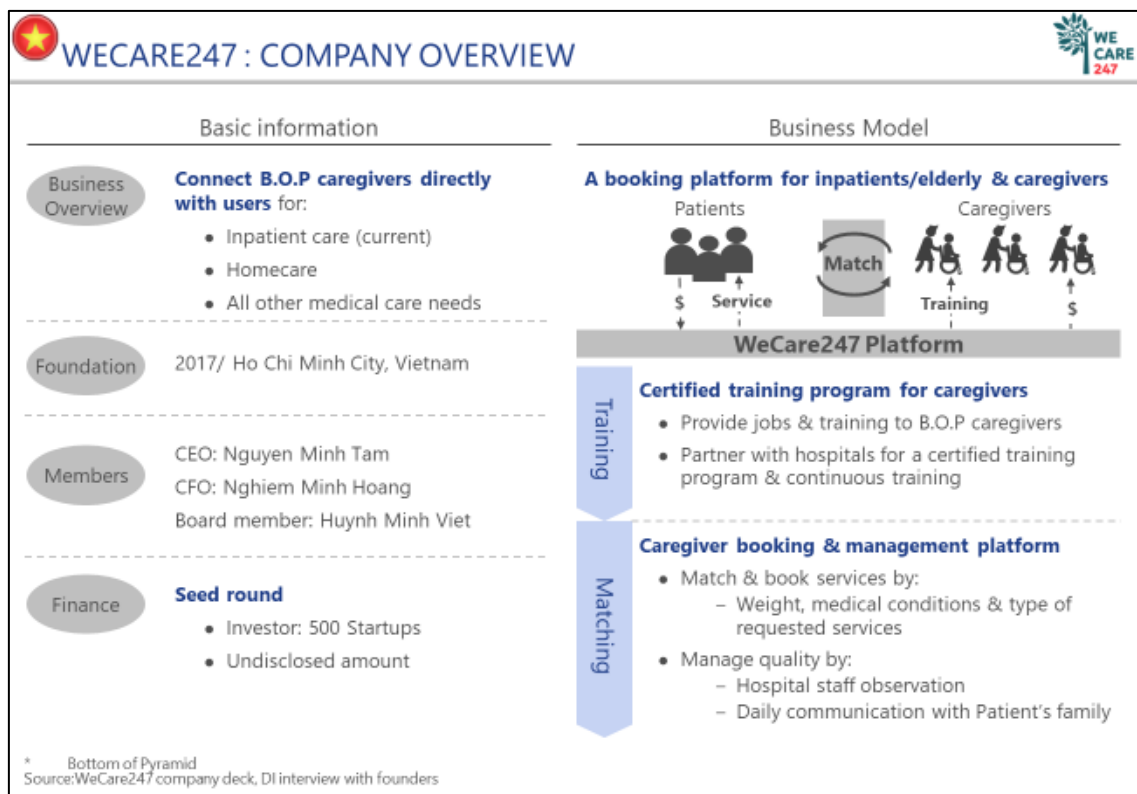 WECARE247 : COMPANY OVERVIEW
WE
CARE
247
Basic information
Business
Overview
Connect B.O.P caregivers directly
with users for:
● Inpatient care (current)
● Homecare
● All other medical care needs
Foundation
2017/ Ho Chi Minh City, Vietnam
Members
CEO: Nguyen Minh Tam
CFO: Nghiem Minh Hoang
Board member: Huynh Minh Viet
Finance
Seed round
● Investor: 500 Startups
● Undisclosed amount
Business Model
A booking platform for inpatients/elderly & caregivers
Patients
Caregivers
Match
$ Service
Training $
WeCare247 Platform
Training
Certified training program for caregivers
● Provide jobs & training to B.O.P caregivers
● Partner with hospitals for a certified training
program & continuous training
Matching
Caregiver booking & management platform
● Match & book services by:
– Weight, medical conditions & type of
requested services
● Manage quality by:
– Hospital staff observation
– Daily communication with Patient's family
* Bottom of Pyramid
Source:WeCare247 company deck, DI interview with founders